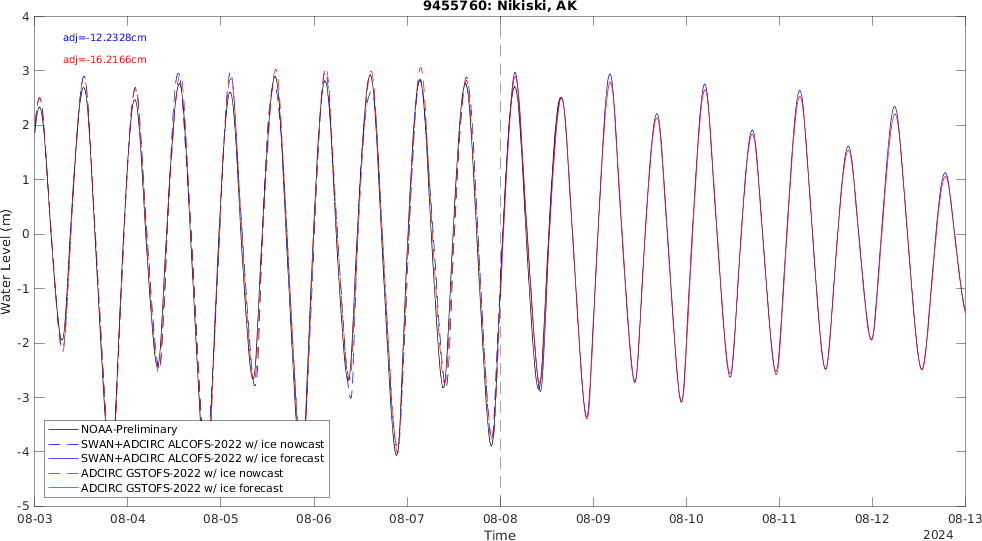 9455760: Nikiski, AK
adj=-12.2328cm
adj=-16.2166cm
Water Level (m)
4
3
2
1
0
-1
-2
-3
-4
-5
NOAA-Preliminary
SWAN+ADCIRC ALCOFS-2022 w/ ice nowcast
SWAN+ADCIRC ALCOFS-2022 w/ ice forecast
ADCIRC GSTOFS-2022 w/ ice nowcast
ADCIRC GSTOFS-2022 w/ ice forecast
08-03 08-04 08-05 08-06 08-07 08-08 08-09 08-10 08-11 08-12 08-13
Time
2024